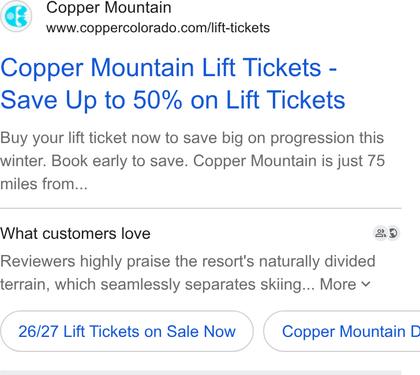 Copper Mountain
www.coppercolorado.com/lift-tickets
Copper Mountain Lift Tickets -
Save Up to 50% on Lift Tickets
Buy your lift ticket now to save big on progression this
winter. Book early to save. Copper Mountain is just 75
miles from...
What customers love
Reviewers highly praise the resort's naturally divided
terrain, which seamlessly separates skiing... More
26/27 Lift Tickets on Sale Now
Copper Mountain D